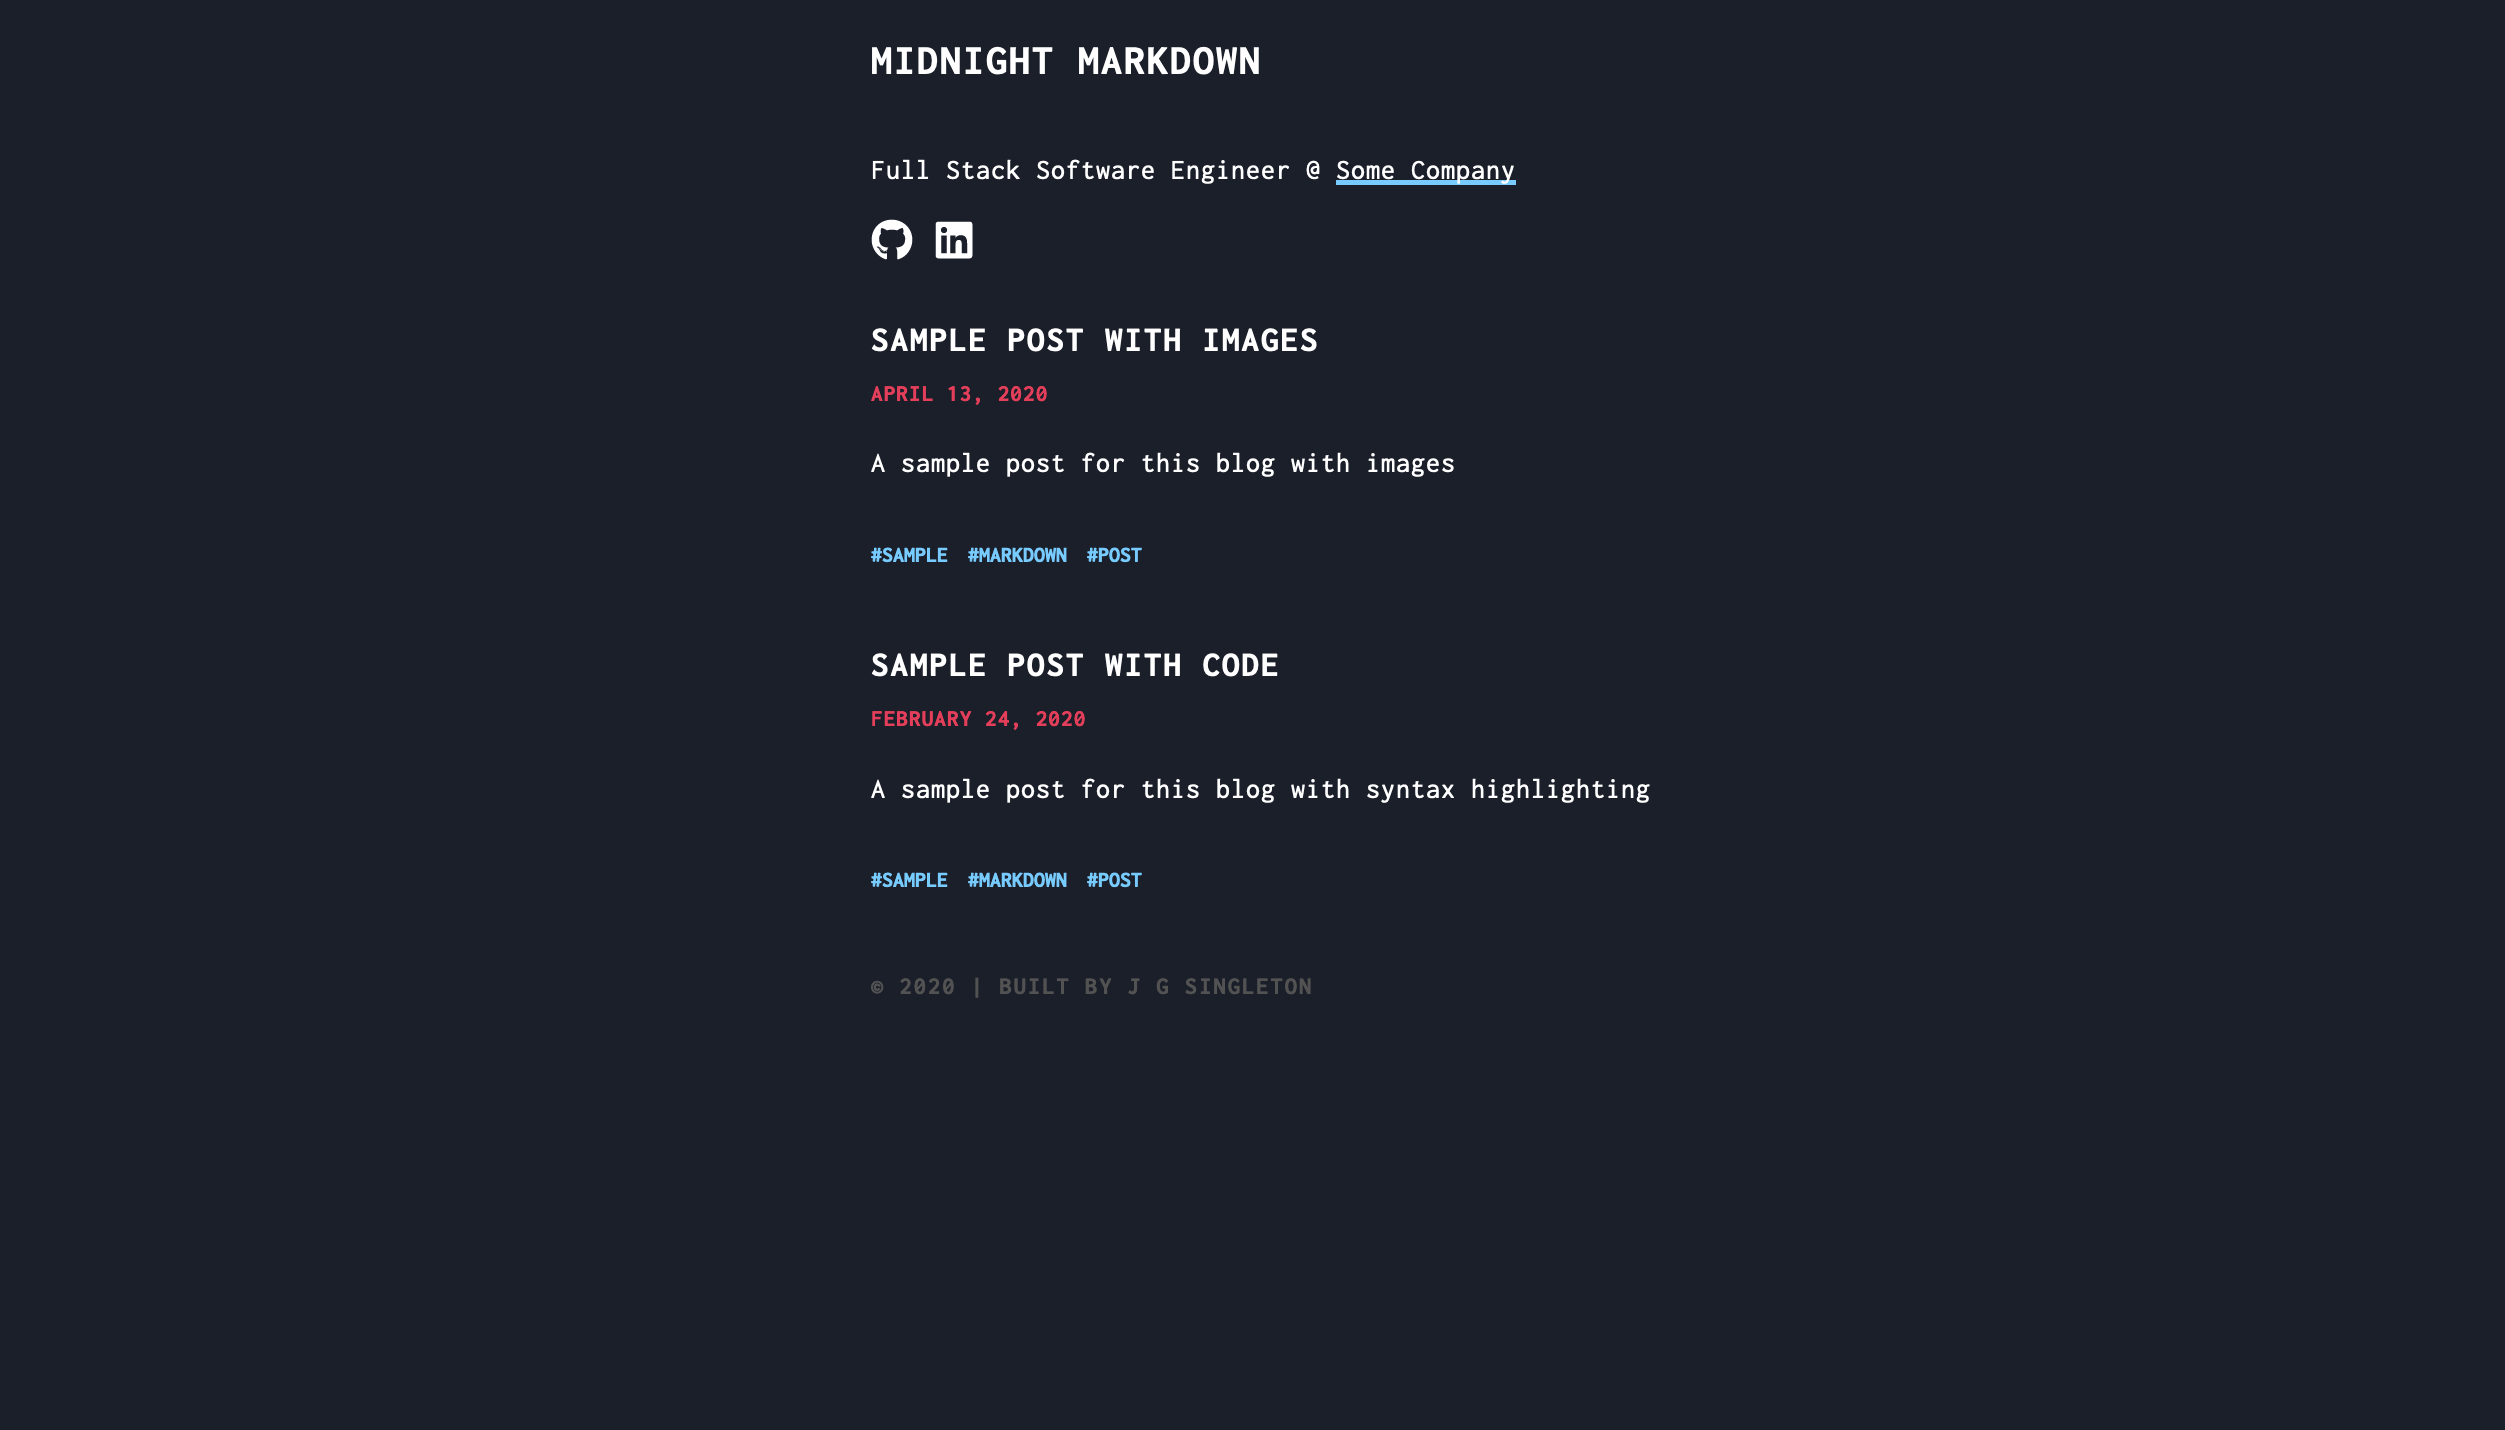 MIDNIGHT MARKDOWN
Full Stack Software Engineer @ Some Company
SAMPLE POST WITH IMAGES
APRIL 13, 2020
A sample post for this blog with images
#SAMPLE #MARKDOWN #POST
SAMPLE POST WITH CODE
FEBRUARY 24, 2020
A sample post for this blog with syntax highlighting
#SAMPLE #MARKDOWN #POST
© 2020 | BUILT BY J G SINGLETON